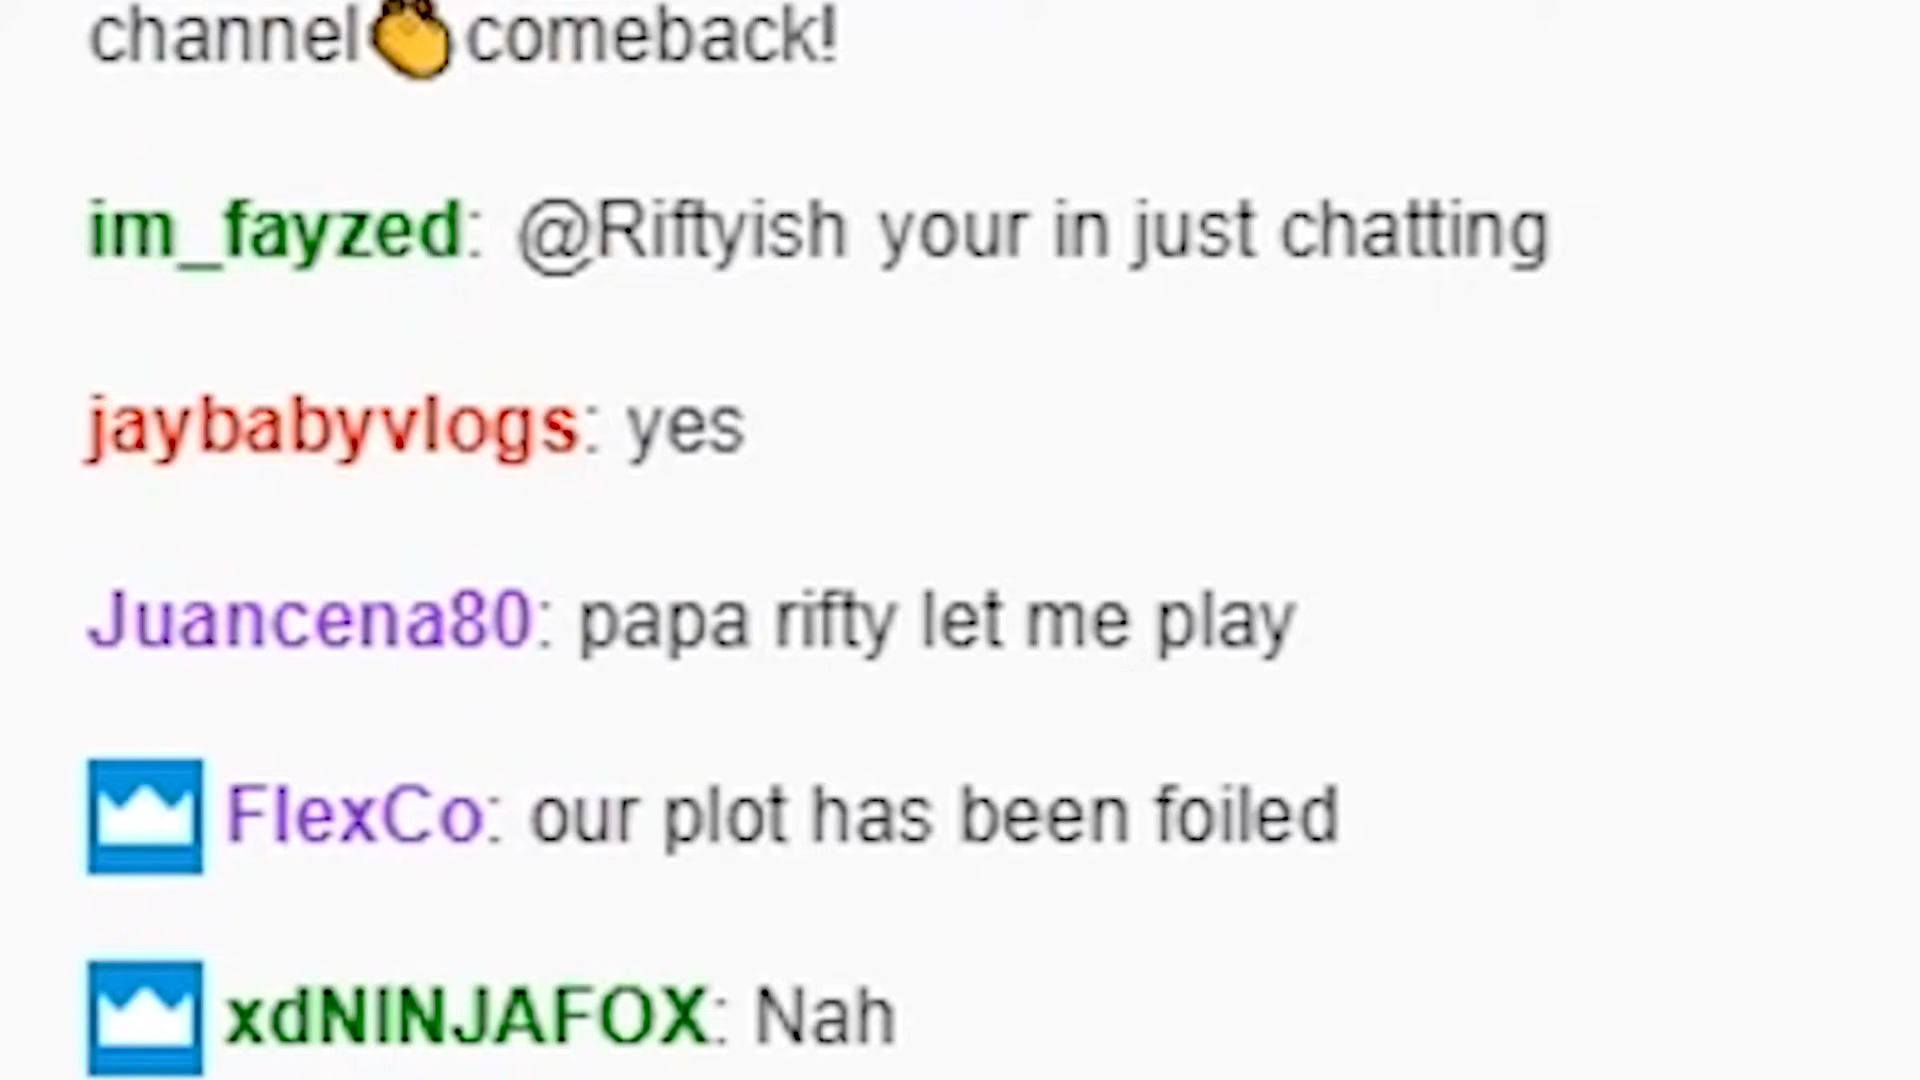 channel👏comeback!
im_fayzed: @Riftyish your in just chatting
jaybabyvlogs: yes
Juancena80: papa rifty let me play
FlexCo: our plot has been foiled
xdNINJAFOX: Nah